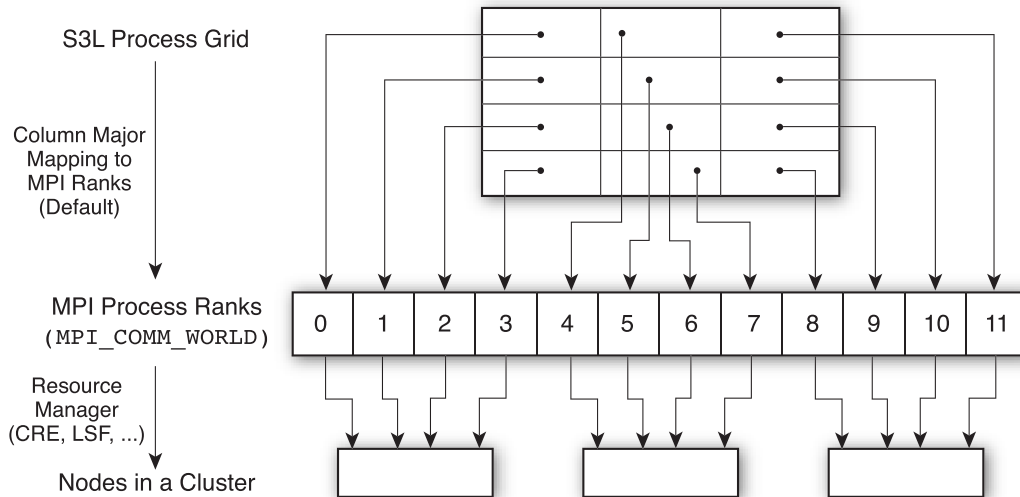 S3L Process Grid
Column Major
Mapping to
MPI Ranks
(Default)
MPI Process Ranks
(MPI_COMM_WORLD)
0 1 2 3 4 5 6 7 8 9 10 11
Resource
Manager
(CRE, LSF, ...)
Nodes in a Cluster